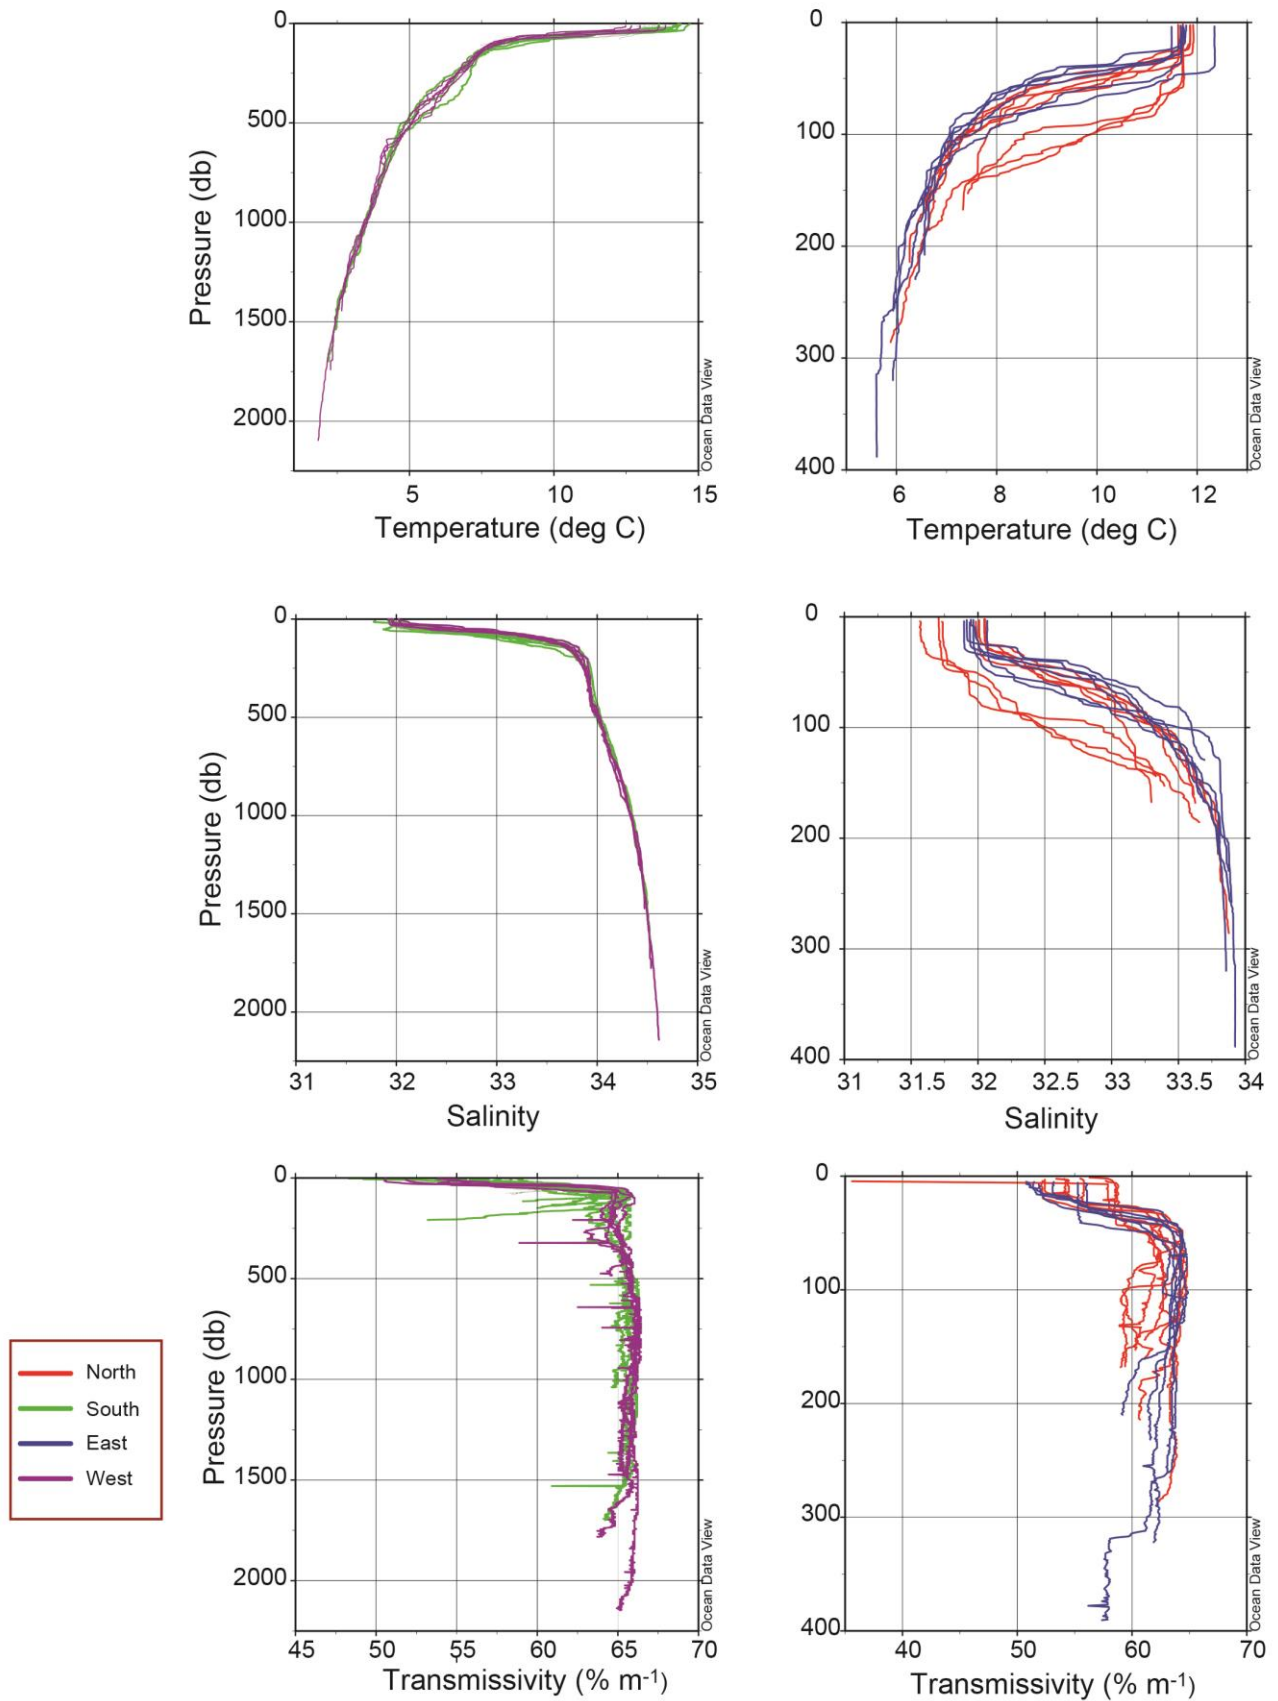 0
500
1000
1500
2000
Pressure (db)
5
10
15
Temperature (deg C)
Ocean Data View
0
100
200
300
400
6
8
10
12
Temperature (deg C)
Ocean Data View
0
500
1000
1500
2000
Pressure (db)
Pressure (db)
31
32
33
34
35
Salinity
Ocean Data View
0
100
200
300
400
31
31.5
32
32.5
33
33.5
34
Salinity
Ocean Data View
0
500
1000
1500
2000
Pressure (db)
45
50
55
60
65
70
Transmissivity (% m-1)
Ocean Data View
0
100
200
300
400
40
50
60
70
Transmissivity (% m-1)
Ocean Data View
North
South
East
West